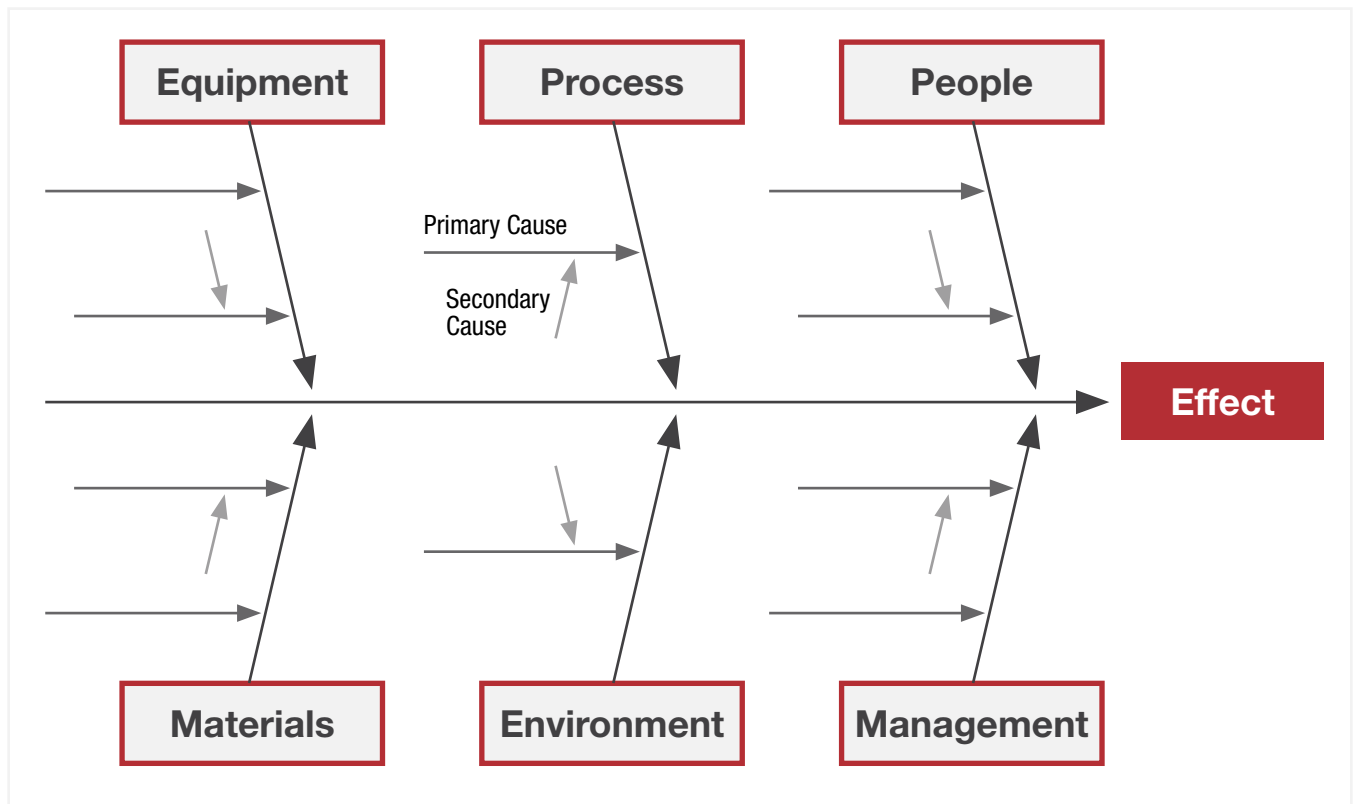 Equipment
Process
People
Primary Cause
Secondary
Cause
Effect
Materials
Environment
Management